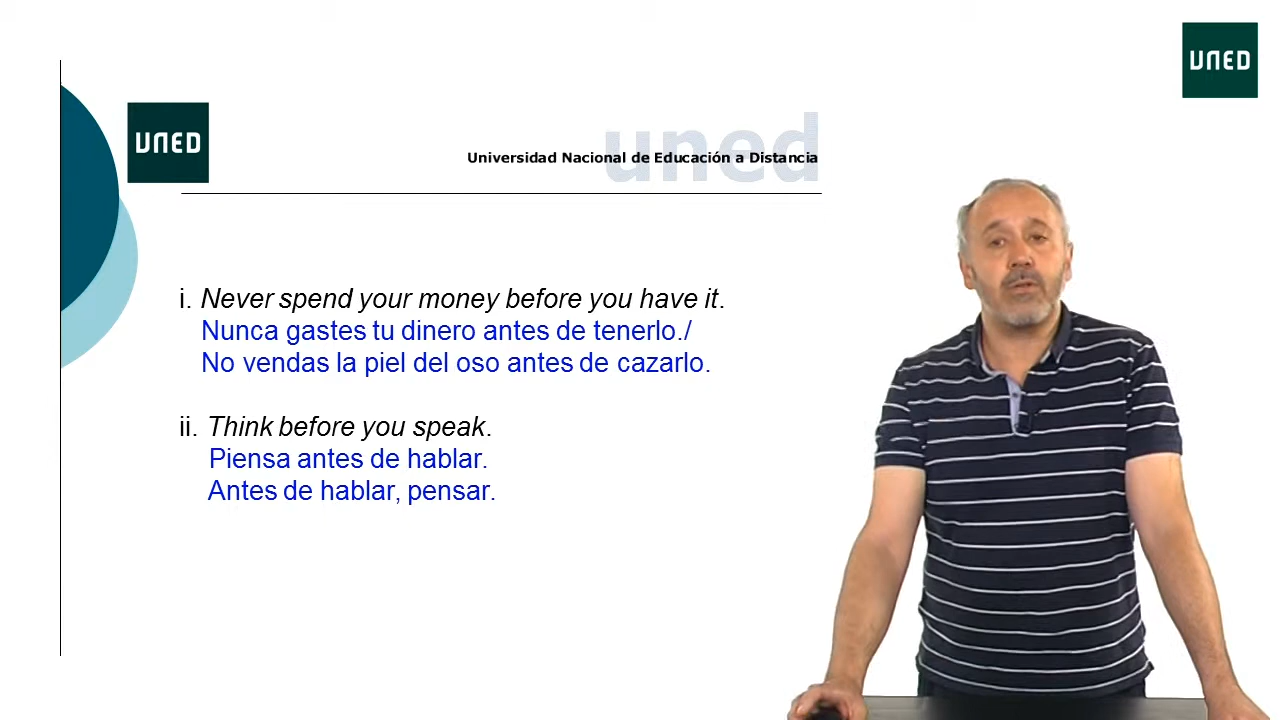 UNED
UNED
uned
Universidad Nacional de Educación a Distancia
i. Never spend your money before you have it.
Nunca gastes tu dinero antes de tenerlo./
No vendas la piel del oso antes de cazarlo.
ii. Think before you speak.
Piensa antes de hablar.
Antes de hablar, pensar.